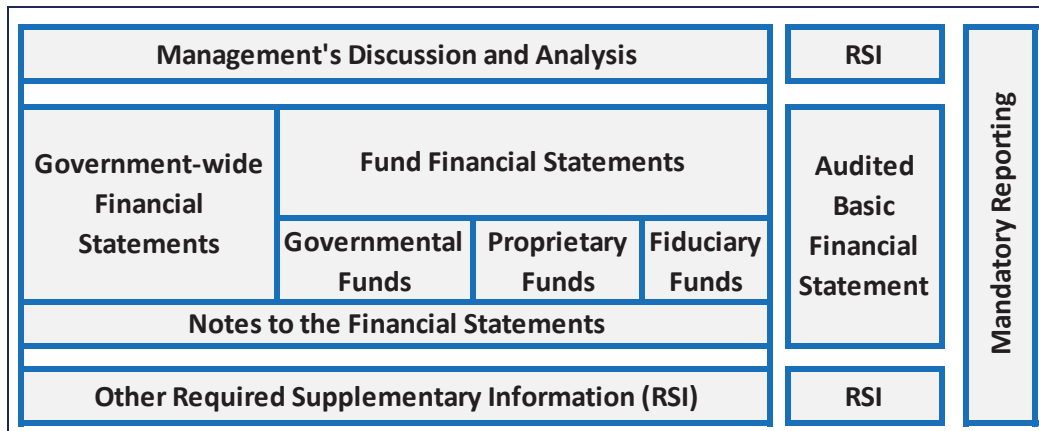 Management's Discussion and Analysis
RSI
Government-wide
Financial
Statements
Fund Financial Statements
Governmental
Funds
Proprietary
Funds
Fiduciary
Funds
Notes to the Financial Statements
Audited
Basic
Financial
Statement
Other Required Supplementary Information (RSI)
RSI
Mandatory Reporting